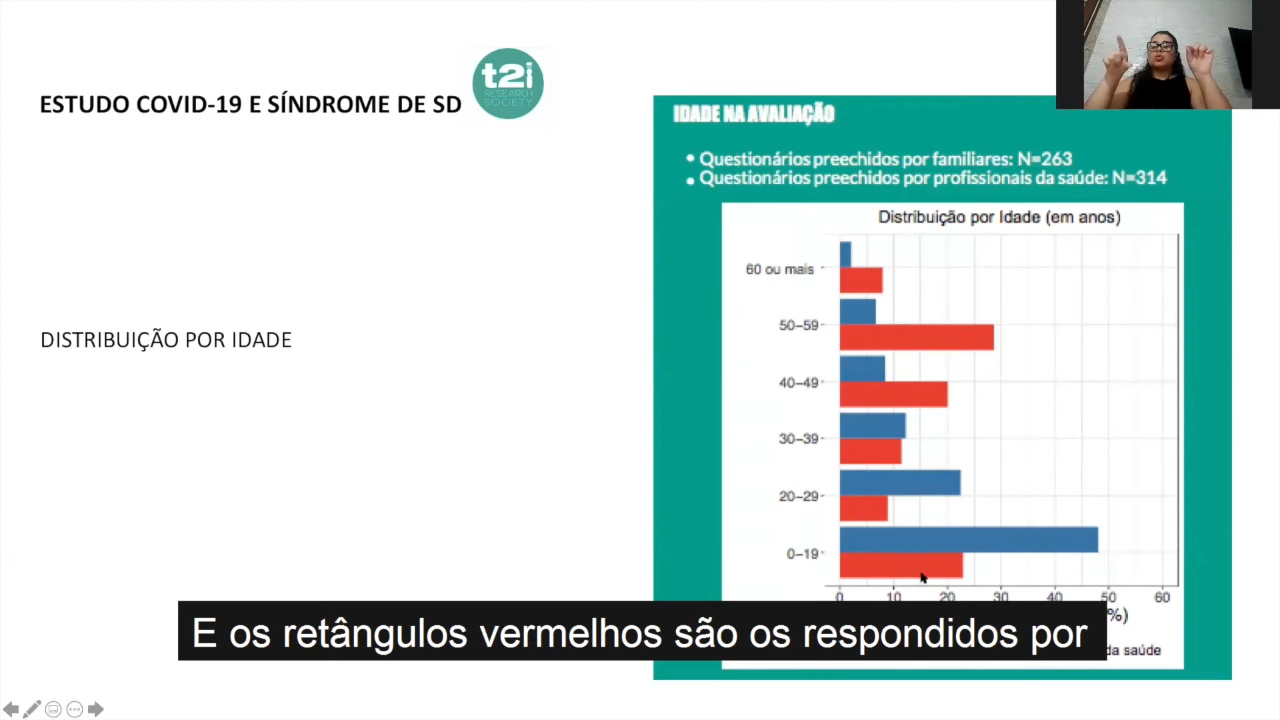 ESTUDO COVID-19 E SÍNDROME DE SD
t2i
RESEARCH
SOCIETY
DISTRIBUIÇÃO POR IDADE
IDADE NA AVALIAÇÃO
• Questionários preechidos por familiares: N=263
• Questionários preechidos por profissionais da saúde: N=314
Distribuição por Idade (em anos)
60 ou mais
50–59
40–49
30–39
20–29
0–19
0 10 20 30 40 50 60
%)
da saúde
E os retângulos vermelhos são os respondidos por